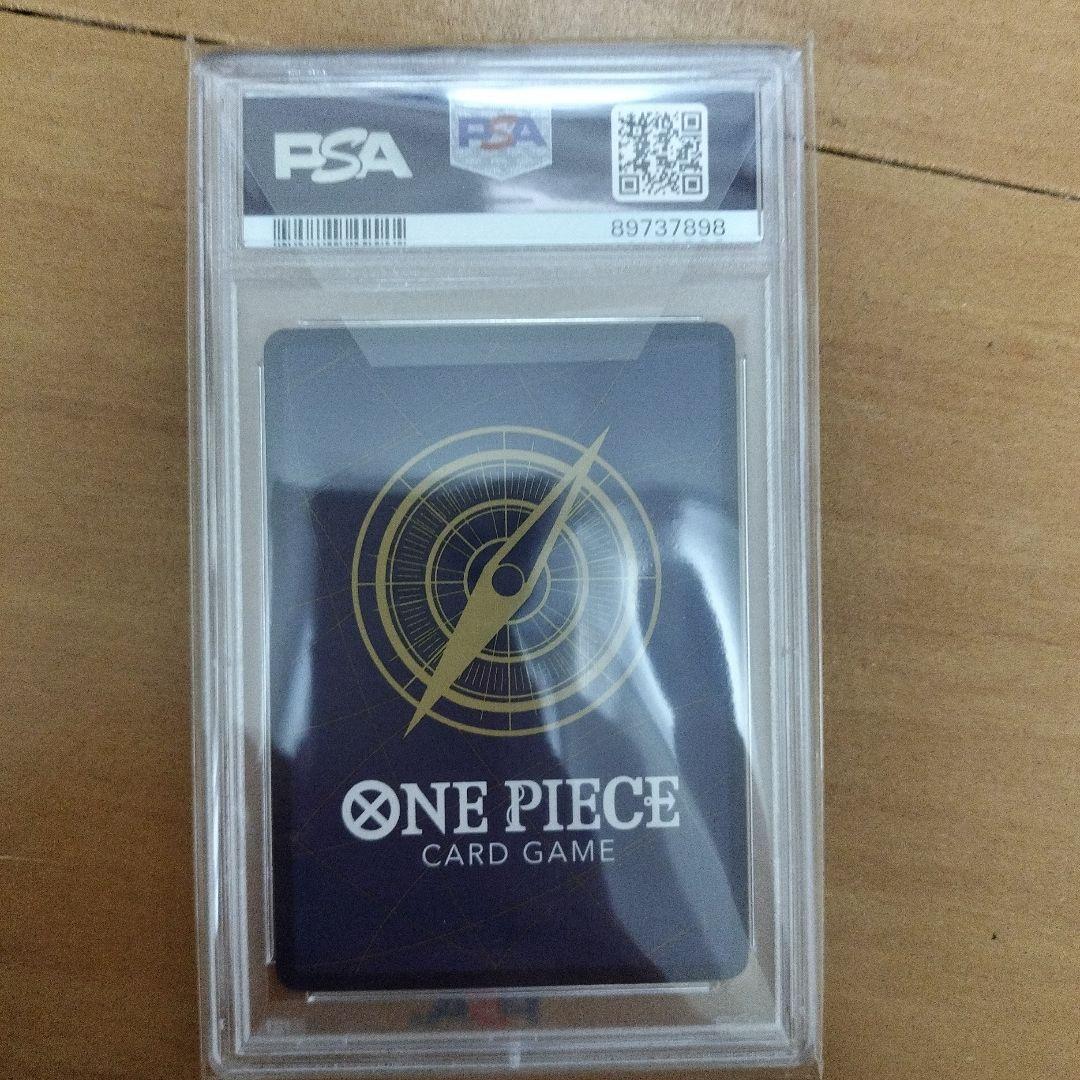 PSA
PSA
89737898
ONE PIECE
CARD GAME